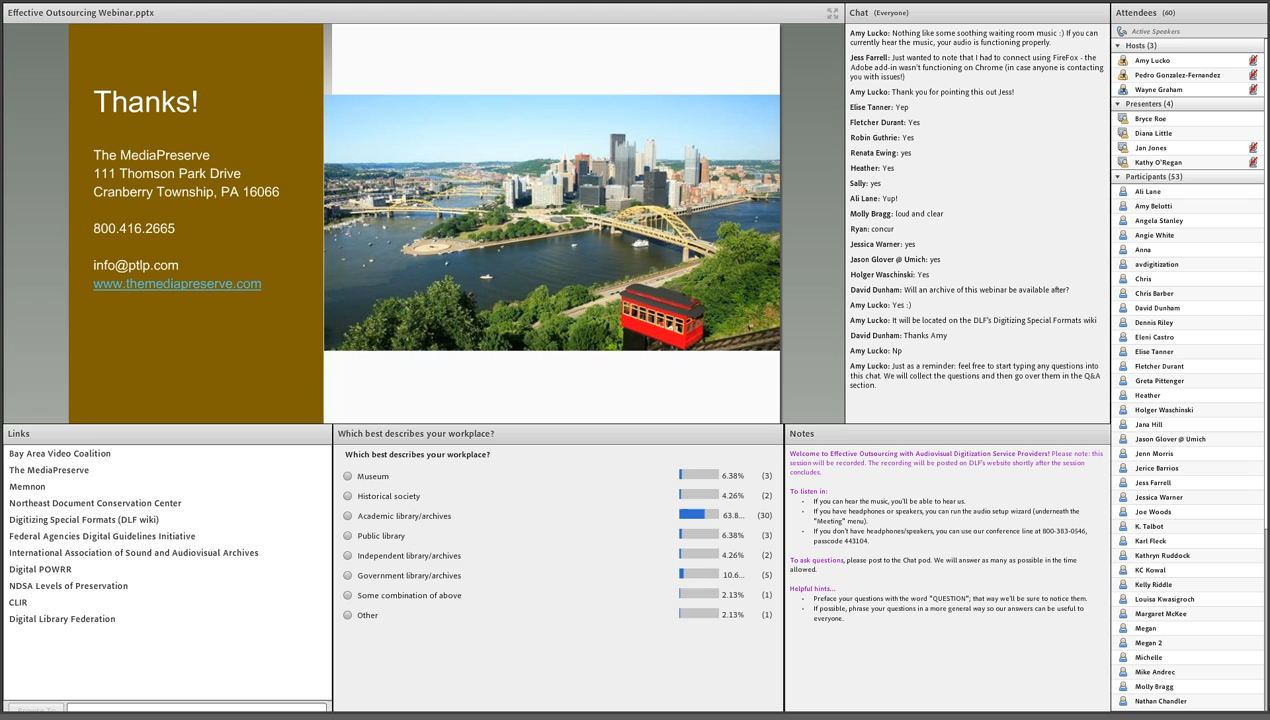 Effective Outsourcing Webinar.pptx
Thanks!
The MediaPreserve
111 Thomson Park Drive
Cranberry Township, PA 16066
800.416.2665
info@ptlp.com
www.themediapreserve.com
Chat (Everyone)
Amy Lucko: Nothing like some soothing waiting room music :) If you can
currently hear the music, your audio is functioning properly.
Jess Farrell: Just wanted to note that I had to connect using FireFox - the
Adobe add-in wasn't functioning on Chrome (in case anyone is contacting
you with issues!)
Amy Lucko: Thank you for pointing this out Jess!
Elise Tanner: Yep
Fletcher Durant: Yes
Robin Guthrie: Yes
Renata Ewing: yes
Heather: Yes
Sally: yes
Ali Lane: Yup!
Molly Bragg: loud and clear
Ryan: concur
Jessica Warner: yes
Jason Glover @ Umich: yes
Holger Waschinski: Yes
David Dunham: Will an archive of this webinar be available after?
Amy Lucko: Yes :)
Amy Lucko: It will be located on the DLF's Digitizing Special Formats wiki
David Dunham: Thanks Amy
Amy Lucko: Np
Amy Lucko: Just as a reminder: feel free to start typing any questions into
this chat. We will collect the questions and then go over them in the Q&A
section.
Attendees (60)
Active Speakers
Hosts (3)
Amy Lucko
Pedro Gonzalez-Fernandez
Wayne Graham
Presenters (4)
Bryce Roe
Diana Little
Jan Jones
Kathy O'Regan
Participants (53)
Ali Lane
Amy Belotti
Angela Stanley
Angie White
Anna
avdigitization
Chris
Chris Barber
David Dunham
Dennis Riley
Eleni Castro
Elise Tanner
Fletcher Durant
Greta Pittenger
Heather
Holger Waschinski
Jana Hill
Jason Glover @ Umich
Jenn Morris
Jerice Barrios
Jess Farrell
Jessica Warner
Joe Woods
K. Talbot
Karl Fleck
Kathryn Ruddock
KC Kowal
Kelly Riddle
Louisa Kwasigroch
Margaret McKee
Megan
Megan 2
Michelle
Mike Andrec
Molly Bragg
Nathan Chandler
Links
Bay Area Video Coalition
The MediaPreserve
Memnon
Northeast Document Conservation Center
Digitizing Special Formats (DLF wiki)
Federal Agencies Digital Guidelines Initiative
International Association of Sound and Audiovisual Archives
Digital POWRR
NDSA Levels of Preservation
CLIR
Digital Library Federation
Browse To
Which best describes your workplace?
Which best describes your workplace?
Museum 6.38% (3)
Historical society 4.26% (2)
Academic library/archives 63.8... (30)
Public library 6.38% (3)
Independent library/archives 4.26% (2)
Government library/archives 10.6... (5)
Some combination of above 2.13% (1)
Other 2.13% (1)
Notes
Welcome to Effective Outsourcing with Audiovisual Digitization Service Providers! Please note: this
session will be recorded. The recording will be posted on DLF's website shortly after the session
concludes.
To listen in:
• If you can hear the music, you'll be able to hear us.
• If you have headphones or speakers, you can run the audio setup wizard (underneath the
"Meeting" menu).
• If you don't have headphones/speakers, you can use our conference line at 800-383-0546,
passcode 443104.
To ask questions, please post to the Chat pod. We will answer as many as possible in the time
allowed.
Helpful hints...
• Preface your questions with the word "QUESTION"; that way we'll be sure to notice them.
• If possible, phrase your questions in a more general way so our answers can be useful to
everyone.